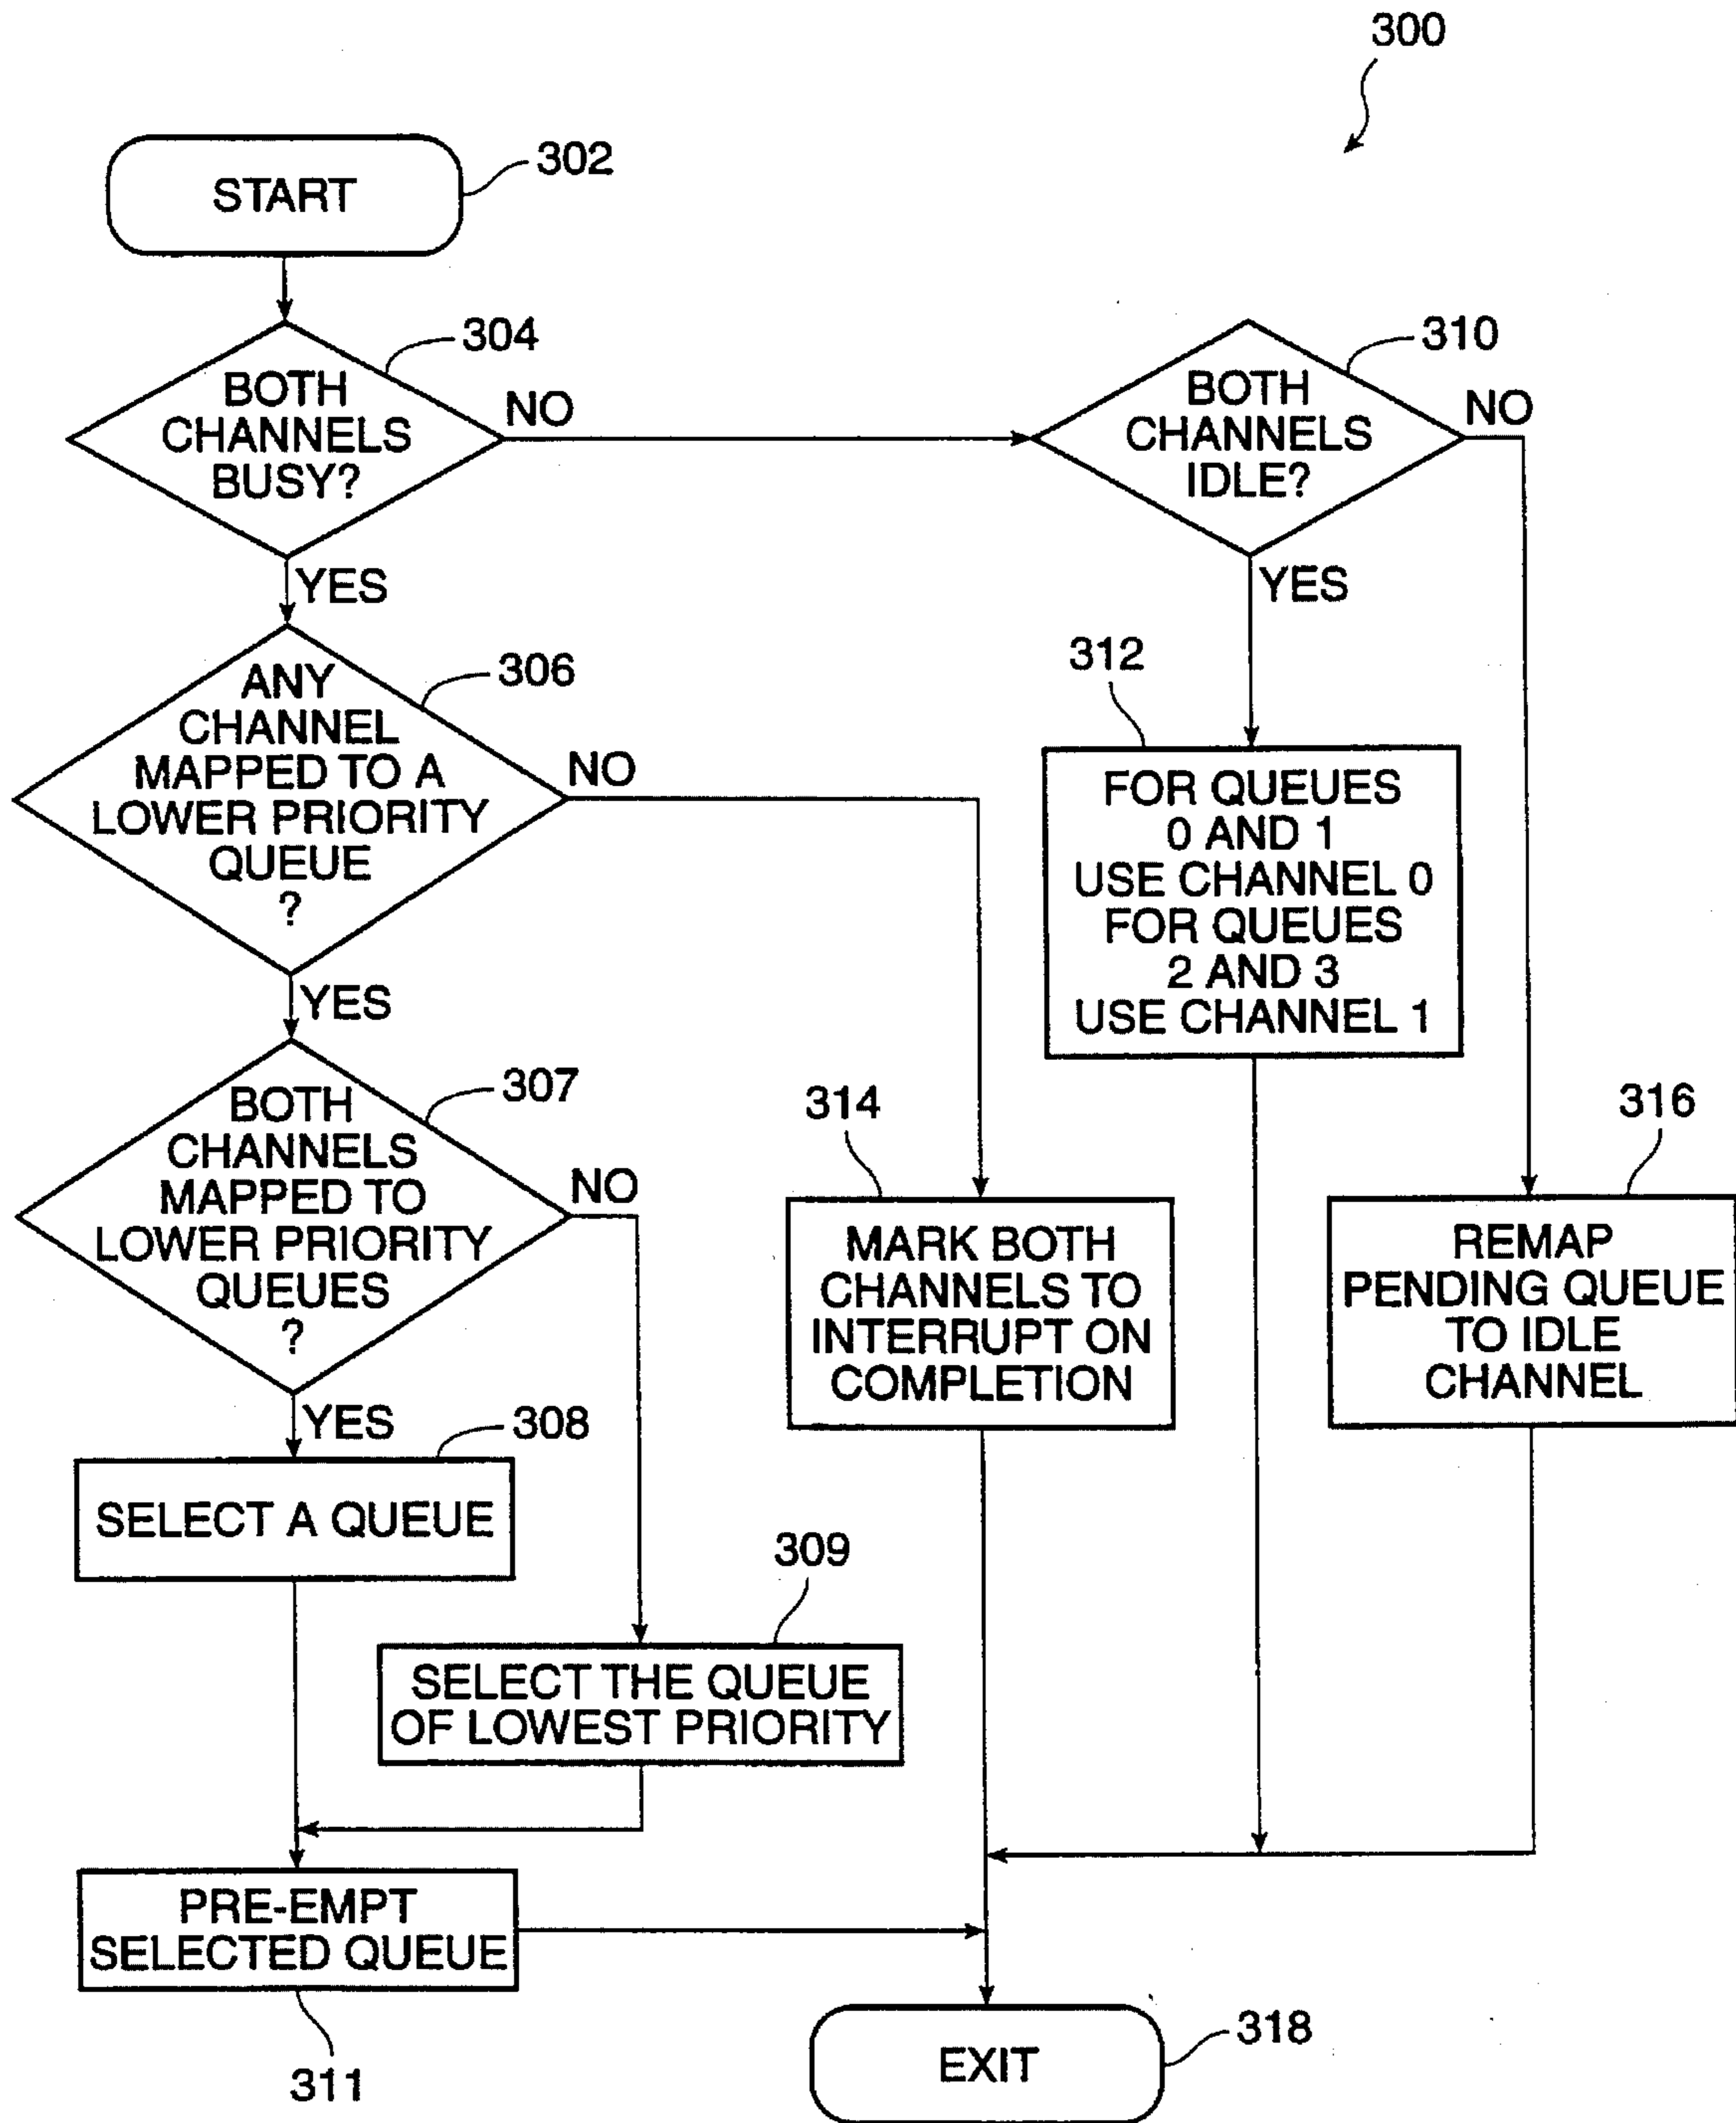 300
START
302
BOTH
CHANNELS
BUSY?
304
NO
YES
BOTH
CHANNELS
IDLE?
310
NO
YES
ANY
CHANNEL
MAPPED TO A
LOWER PRIORITY
QUEUE
?
306
NO
YES
312
FOR QUEUES
0 AND 1
USE CHANNEL 0
FOR QUEUES
2 AND 3
USE CHANNEL 1
BOTH
CHANNELS
MAPPED TO
LOWER PRIORITY
QUEUES
?
307
NO
YES
314
MARK BOTH
CHANNELS TO
INTERRUPT ON
COMPLETION
316
REMAP
PENDING QUEUE
TO IDLE
CHANNEL
308
SELECT A QUEUE
309
SELECT THE QUEUE
OF LOWEST PRIORITY
PRE-EMPT
SELECTED QUEUE
311
EXIT
318